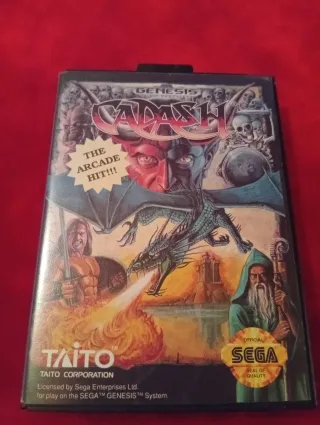 GENESIS
CADASH
THE
ARCADE
HIT!!!
TAITO
TAITO CORPORATION
Licensed by Sega Enterprises Ltd.
for play on the SEGA™ GENESIS™ System.
OFFICIAL
SEGA
SEAL OF
QUALITY